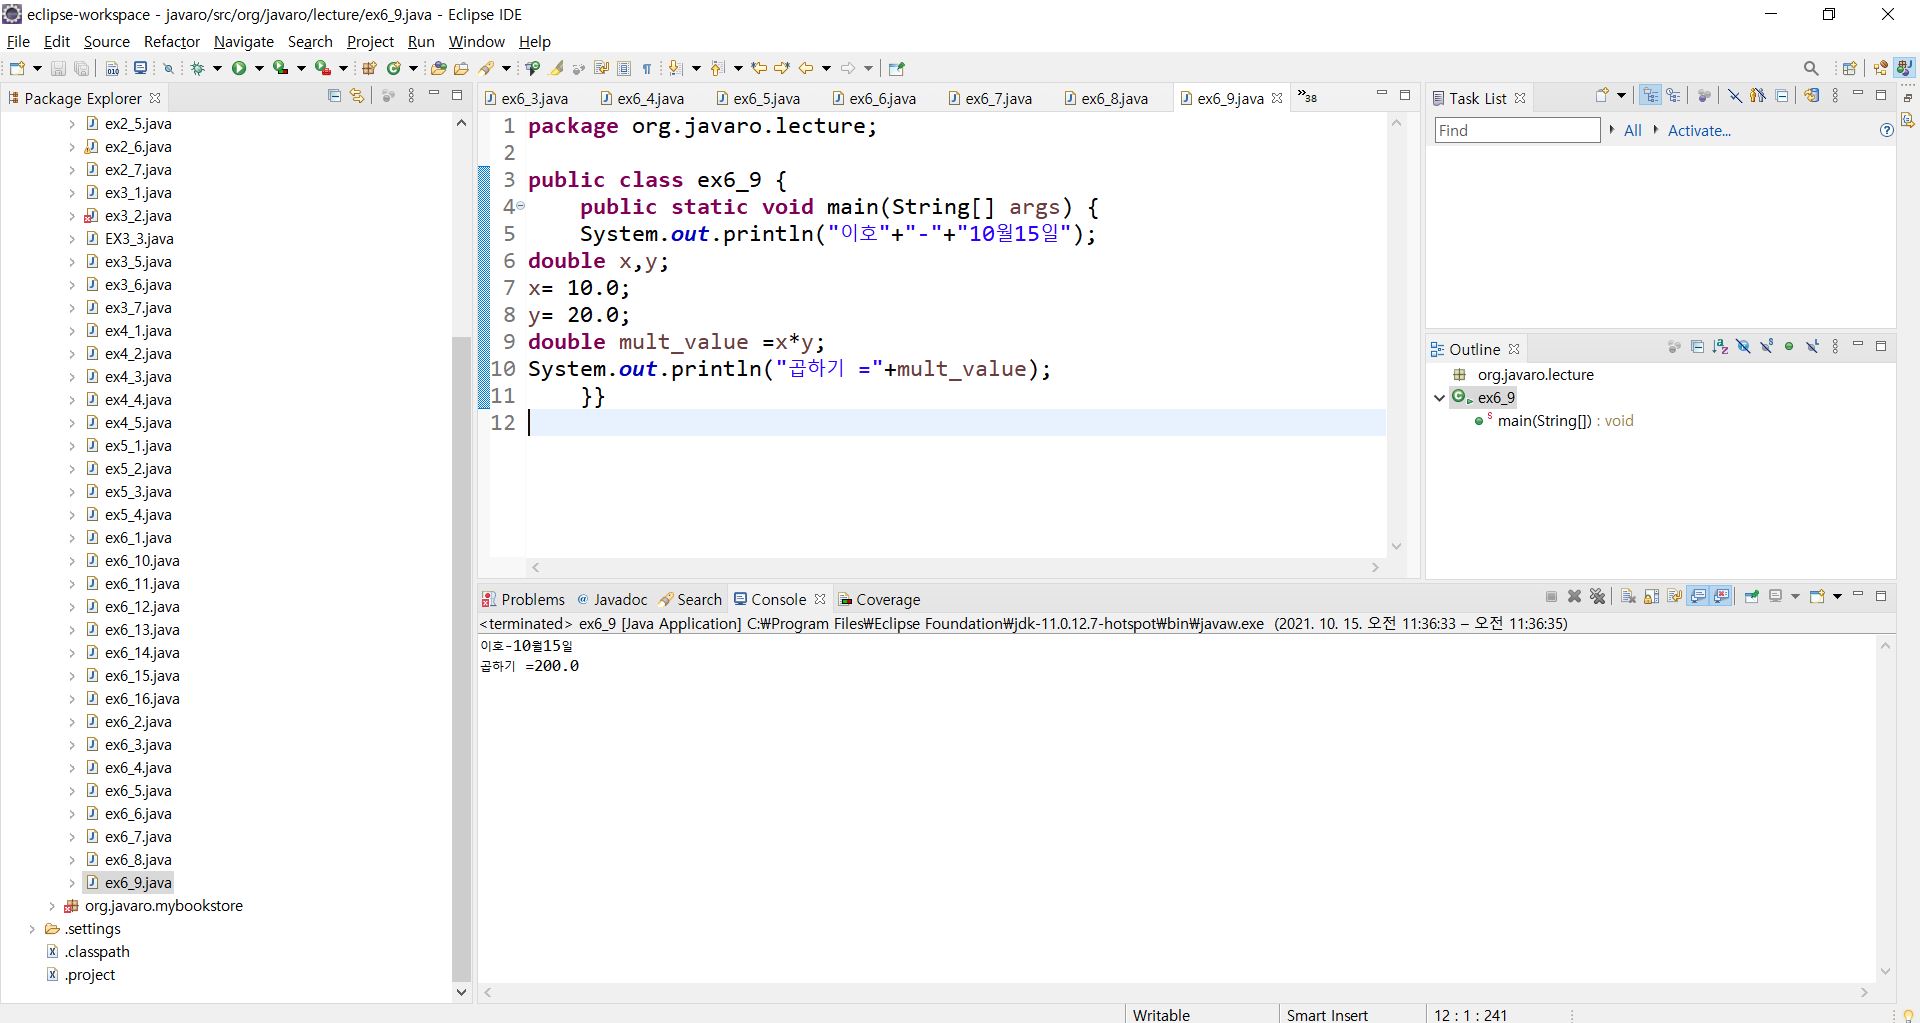 eclipse-workspace - javaro/src/org/javaro/lecture/ex6_9.java - Eclipse IDE
File Edit Source Refactor Navigate Search Project Run Window Help
Package Explorer
ex2_5.java
ex2_6.java
ex2_7.java
ex3_1.java
ex3_2.java
EX3_3.java
ex3_5.java
ex3_6.java
ex3_7.java
ex4_1.java
ex4_2.java
ex4_3.java
ex4_4.java
ex4_5.java
ex5_1.java
ex5_2.java
ex5_3.java
ex5_4.java
ex6_1.java
ex6_10.java
ex6_11.java
ex6_12.java
ex6_13.java
ex6_14.java
ex6_15.java
ex6_16.java
ex6_2.java
ex6_3.java
ex6_4.java
ex6_5.java
ex6_6.java
ex6_7.java
ex6_8.java
ex6_9.java
org.javaro.mybookstore
.settings
.classpath
.project
ex6_3.java ex6_4.java ex6_5.java ex6_6.java ex6_7.java ex6_8.java ex6_9.java »38
1 package org.javaro.lecture;
2
3 public class ex6_9 {
4 public static void main(String[] args) {
5 System.out.println("이호"+"-"+"10월15일");
6 double x,y;
7 x= 10.0;
8 y= 20.0;
9 double mult_value =x*y;
10 System.out.println("곱하기 ="+mult_value);
11 }}
12
Task List
Find All Activate...
Outline
org.javaro.lecture
ex6_9
main(String[]) : void
Problems @ Javadoc Search Console Coverage
<terminated> ex6_9 [Java Application] C:₩Program Files₩Eclipse Foundation₩jdk-11.0.12.7-hotspot₩bin₩javaw.exe (2021. 10. 15. 오전 11:36:33 – 오전 11:36:35)
이호-10월15일
곱하기 =200.0
Writable Smart Insert 12 : 1 : 241